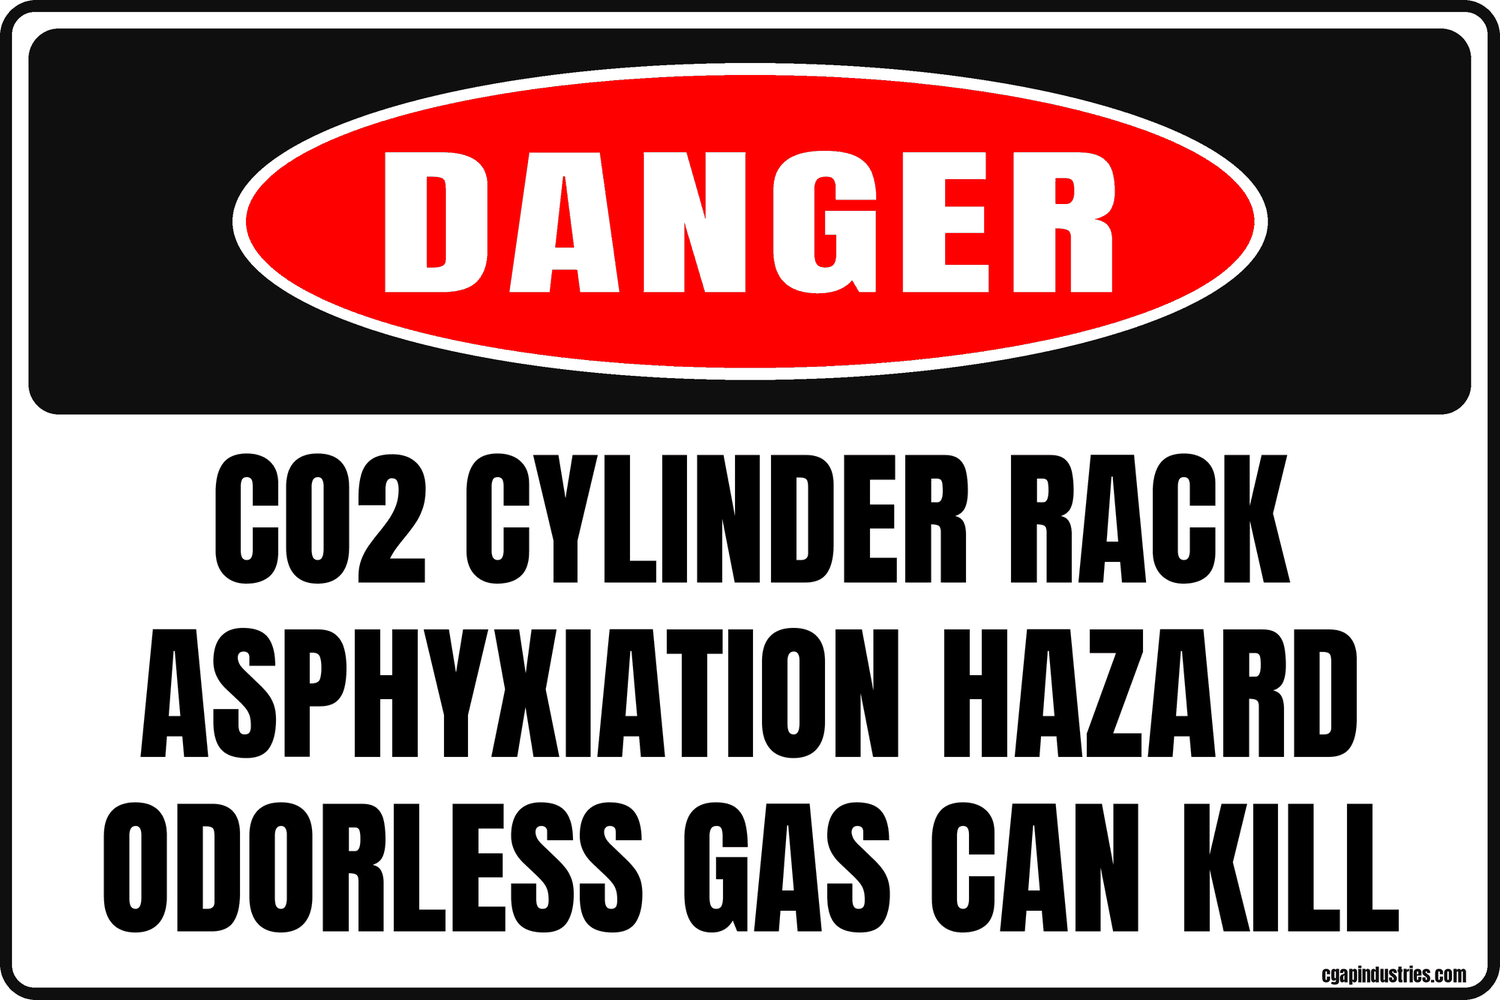 DANGER
CO2 CYLINDER RACK
ASPHYXIATION HAZARD
ODORLESS GAS CAN KILL
cgapindustries.com